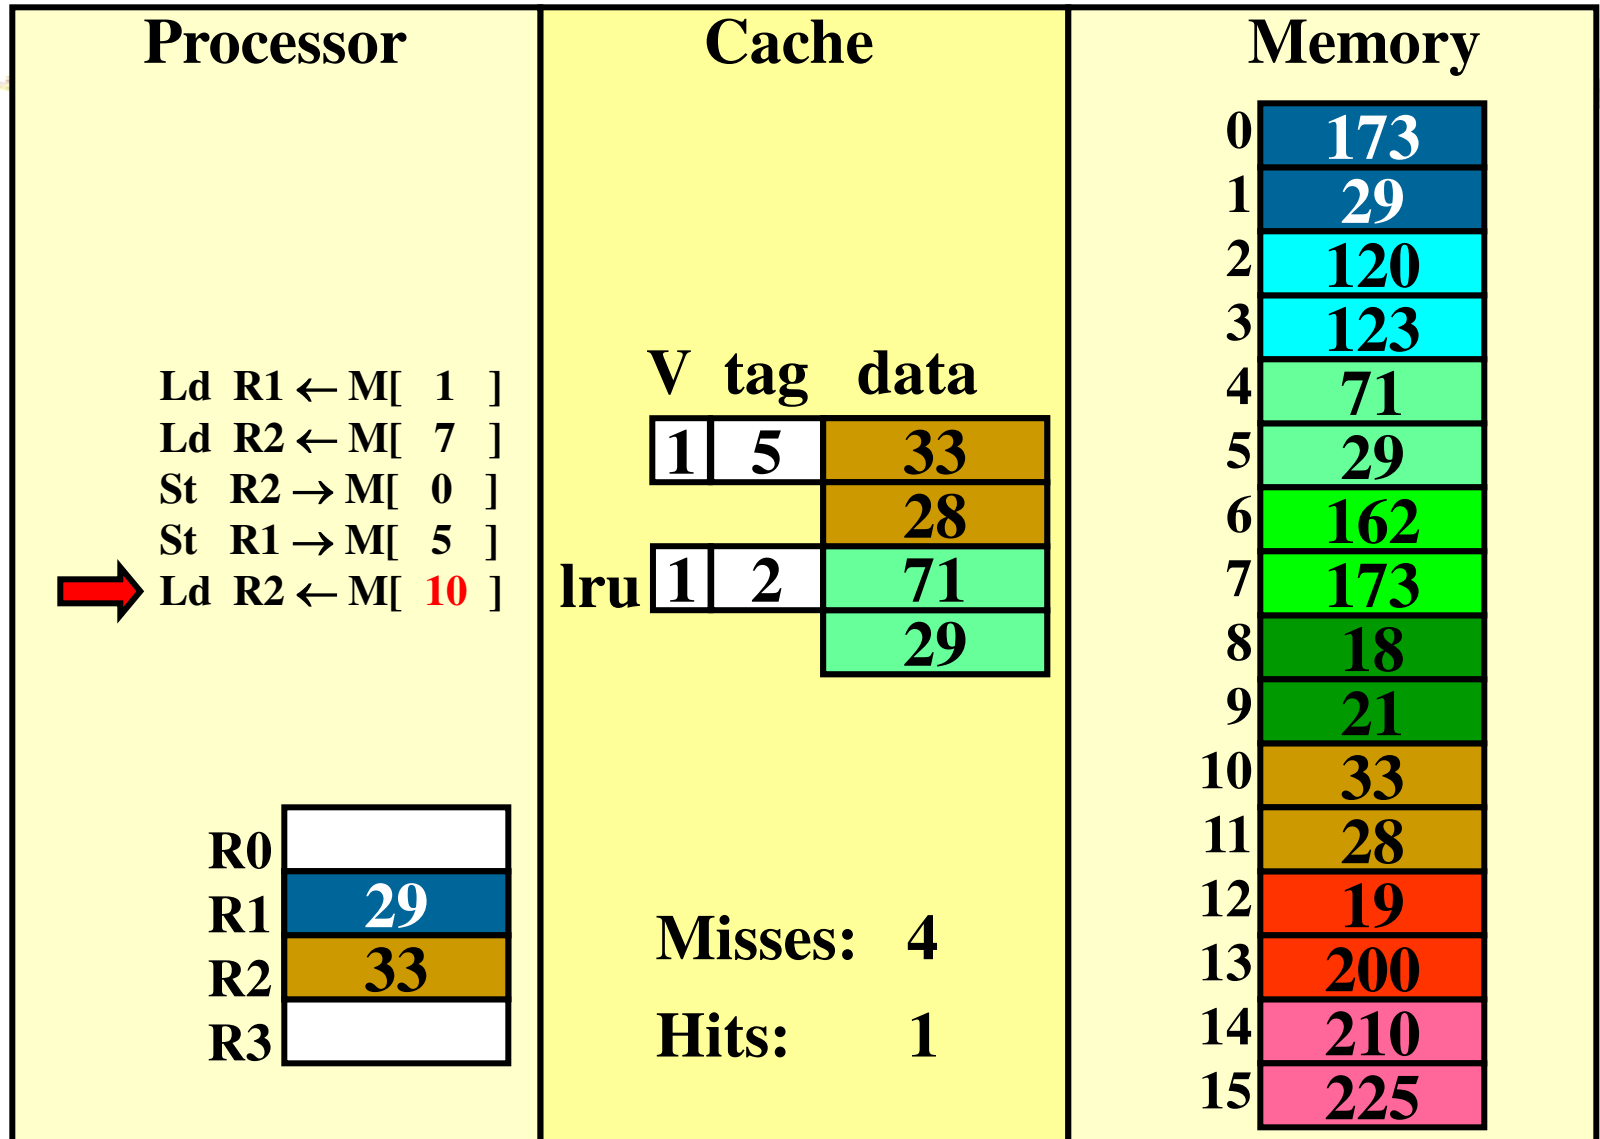 Processor
Ld R1 ← M[ 1 ]
Ld R2 ← M[ 7 ]
St R2 → M[ 0 ]
St R1 → M[ 5 ]
Ld R2 ← M[ 10 ]
R0
R1 29
R2 33
R3
Cache
V tag data
1 5 33
28
lru 1 2 71
29
Misses: 4
Hits: 1
Memory
0 173
1 29
2 120
3 123
4 71
5 29
6 162
7 173
8 18
9 21
10 33
11 28
12 19
13 200
14 210
15 225